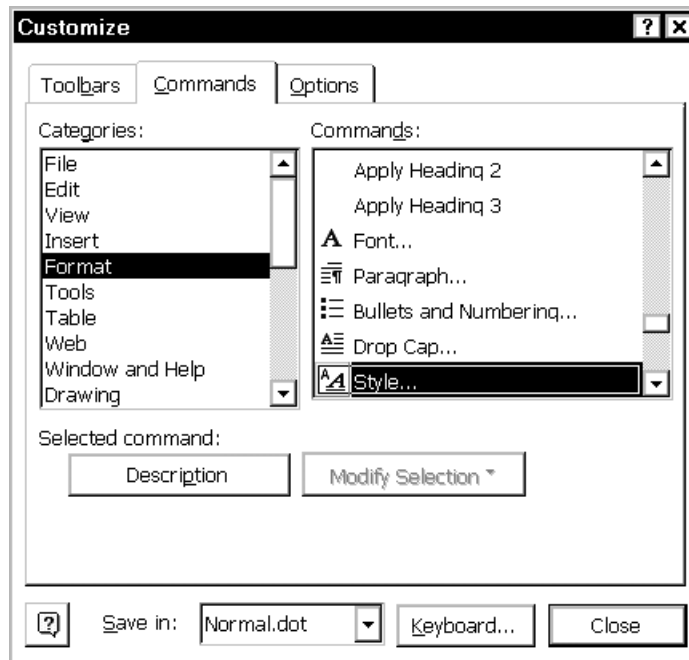 Customize
Toolbars Commands Options
Categories: Commands:
File
Edit
View
Insert
Format
Tools
Table
Web
Window and Help
Drawing
Apply Heading 2
Apply Heading 3
A Font...
Paragraph...
Bullets and Numbering...
Drop Cap...
Style...
Selected command:
Description Modify Selection
Save in: Normal.dot Keyboard... Close